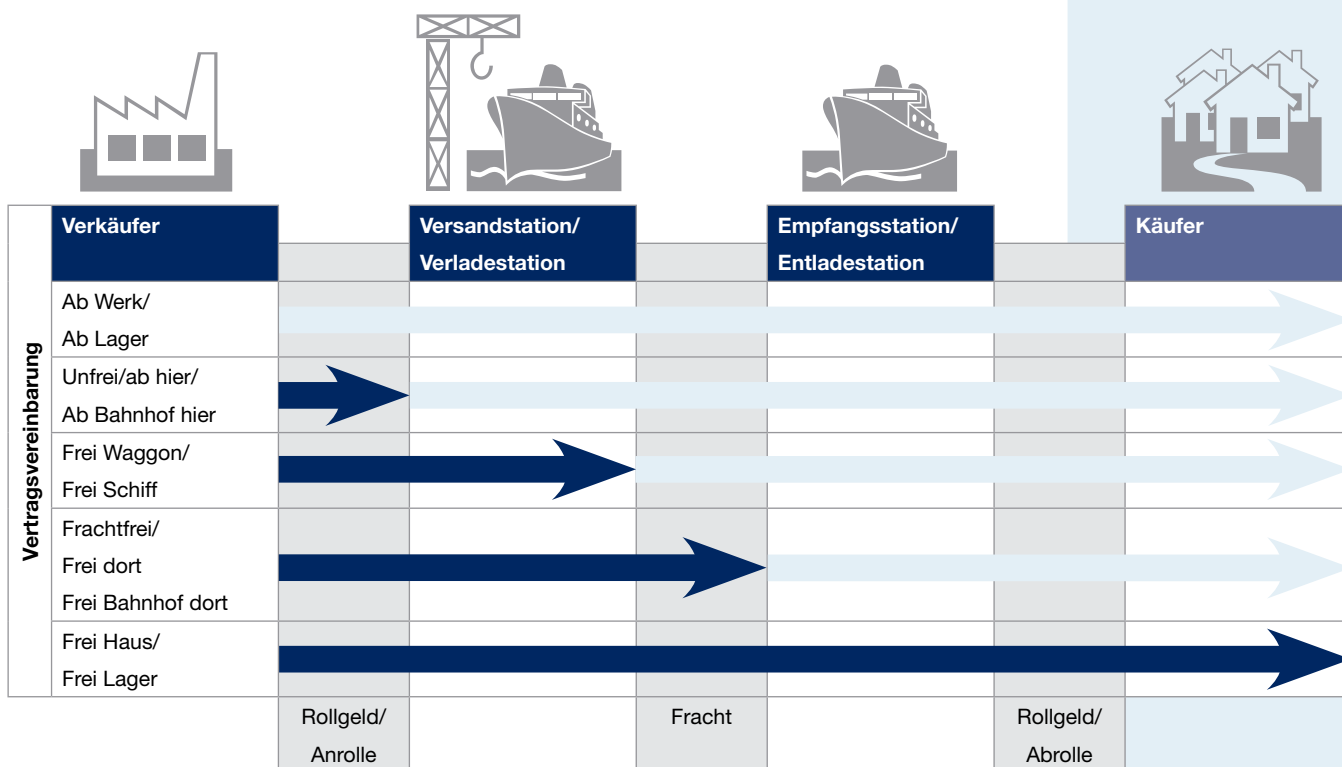 Verkäufer
Versandstation/
Verladestation
Empfangsstation/
Entladestation
Käufer
Vertragsvereinbarung
Ab Werk/
Ab Lager
Unfrei/ab hier/
Ab Bahnhof hier
Frei Waggon/
Frei Schiff
Frachtfrei/
Frei dort
Frei Bahnhof dort
Frei Haus/
Frei Lager
Rollgeld/
Anrolle
Fracht
Rollgeld/
Abrolle